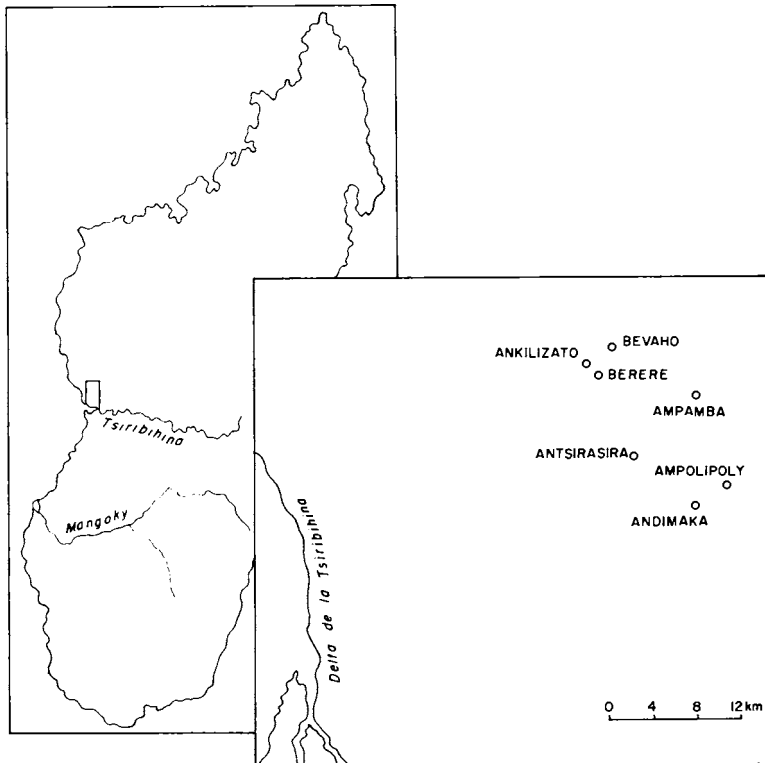 Tsiribihina
Mangoky
BEVAHO
ANKILIZATO
BERERE
AMPAMBA
ANTSIRASIRA
AMPOLIPOLY
ANDIMAKA
Delta de la Tsiribihina
0 4 8 12 km